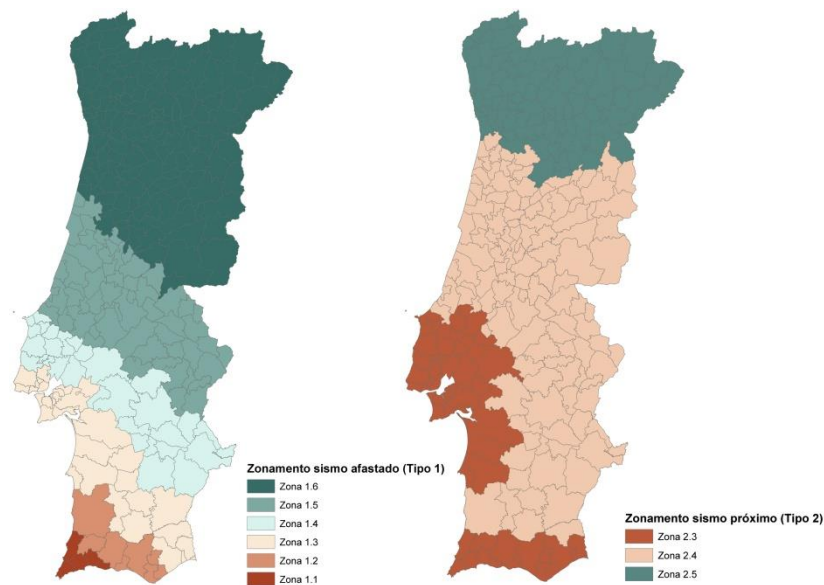 Zonamento sismo afastado (Tipo 1)
Zona 1.6
Zona 1.5
Zona 1.4
Zona 1.3
Zona 1.2
Zona 1.1
Zonamento sismo próximo (Tipo 2)
Zona 2.3
Zona 2.4
Zona 2.5